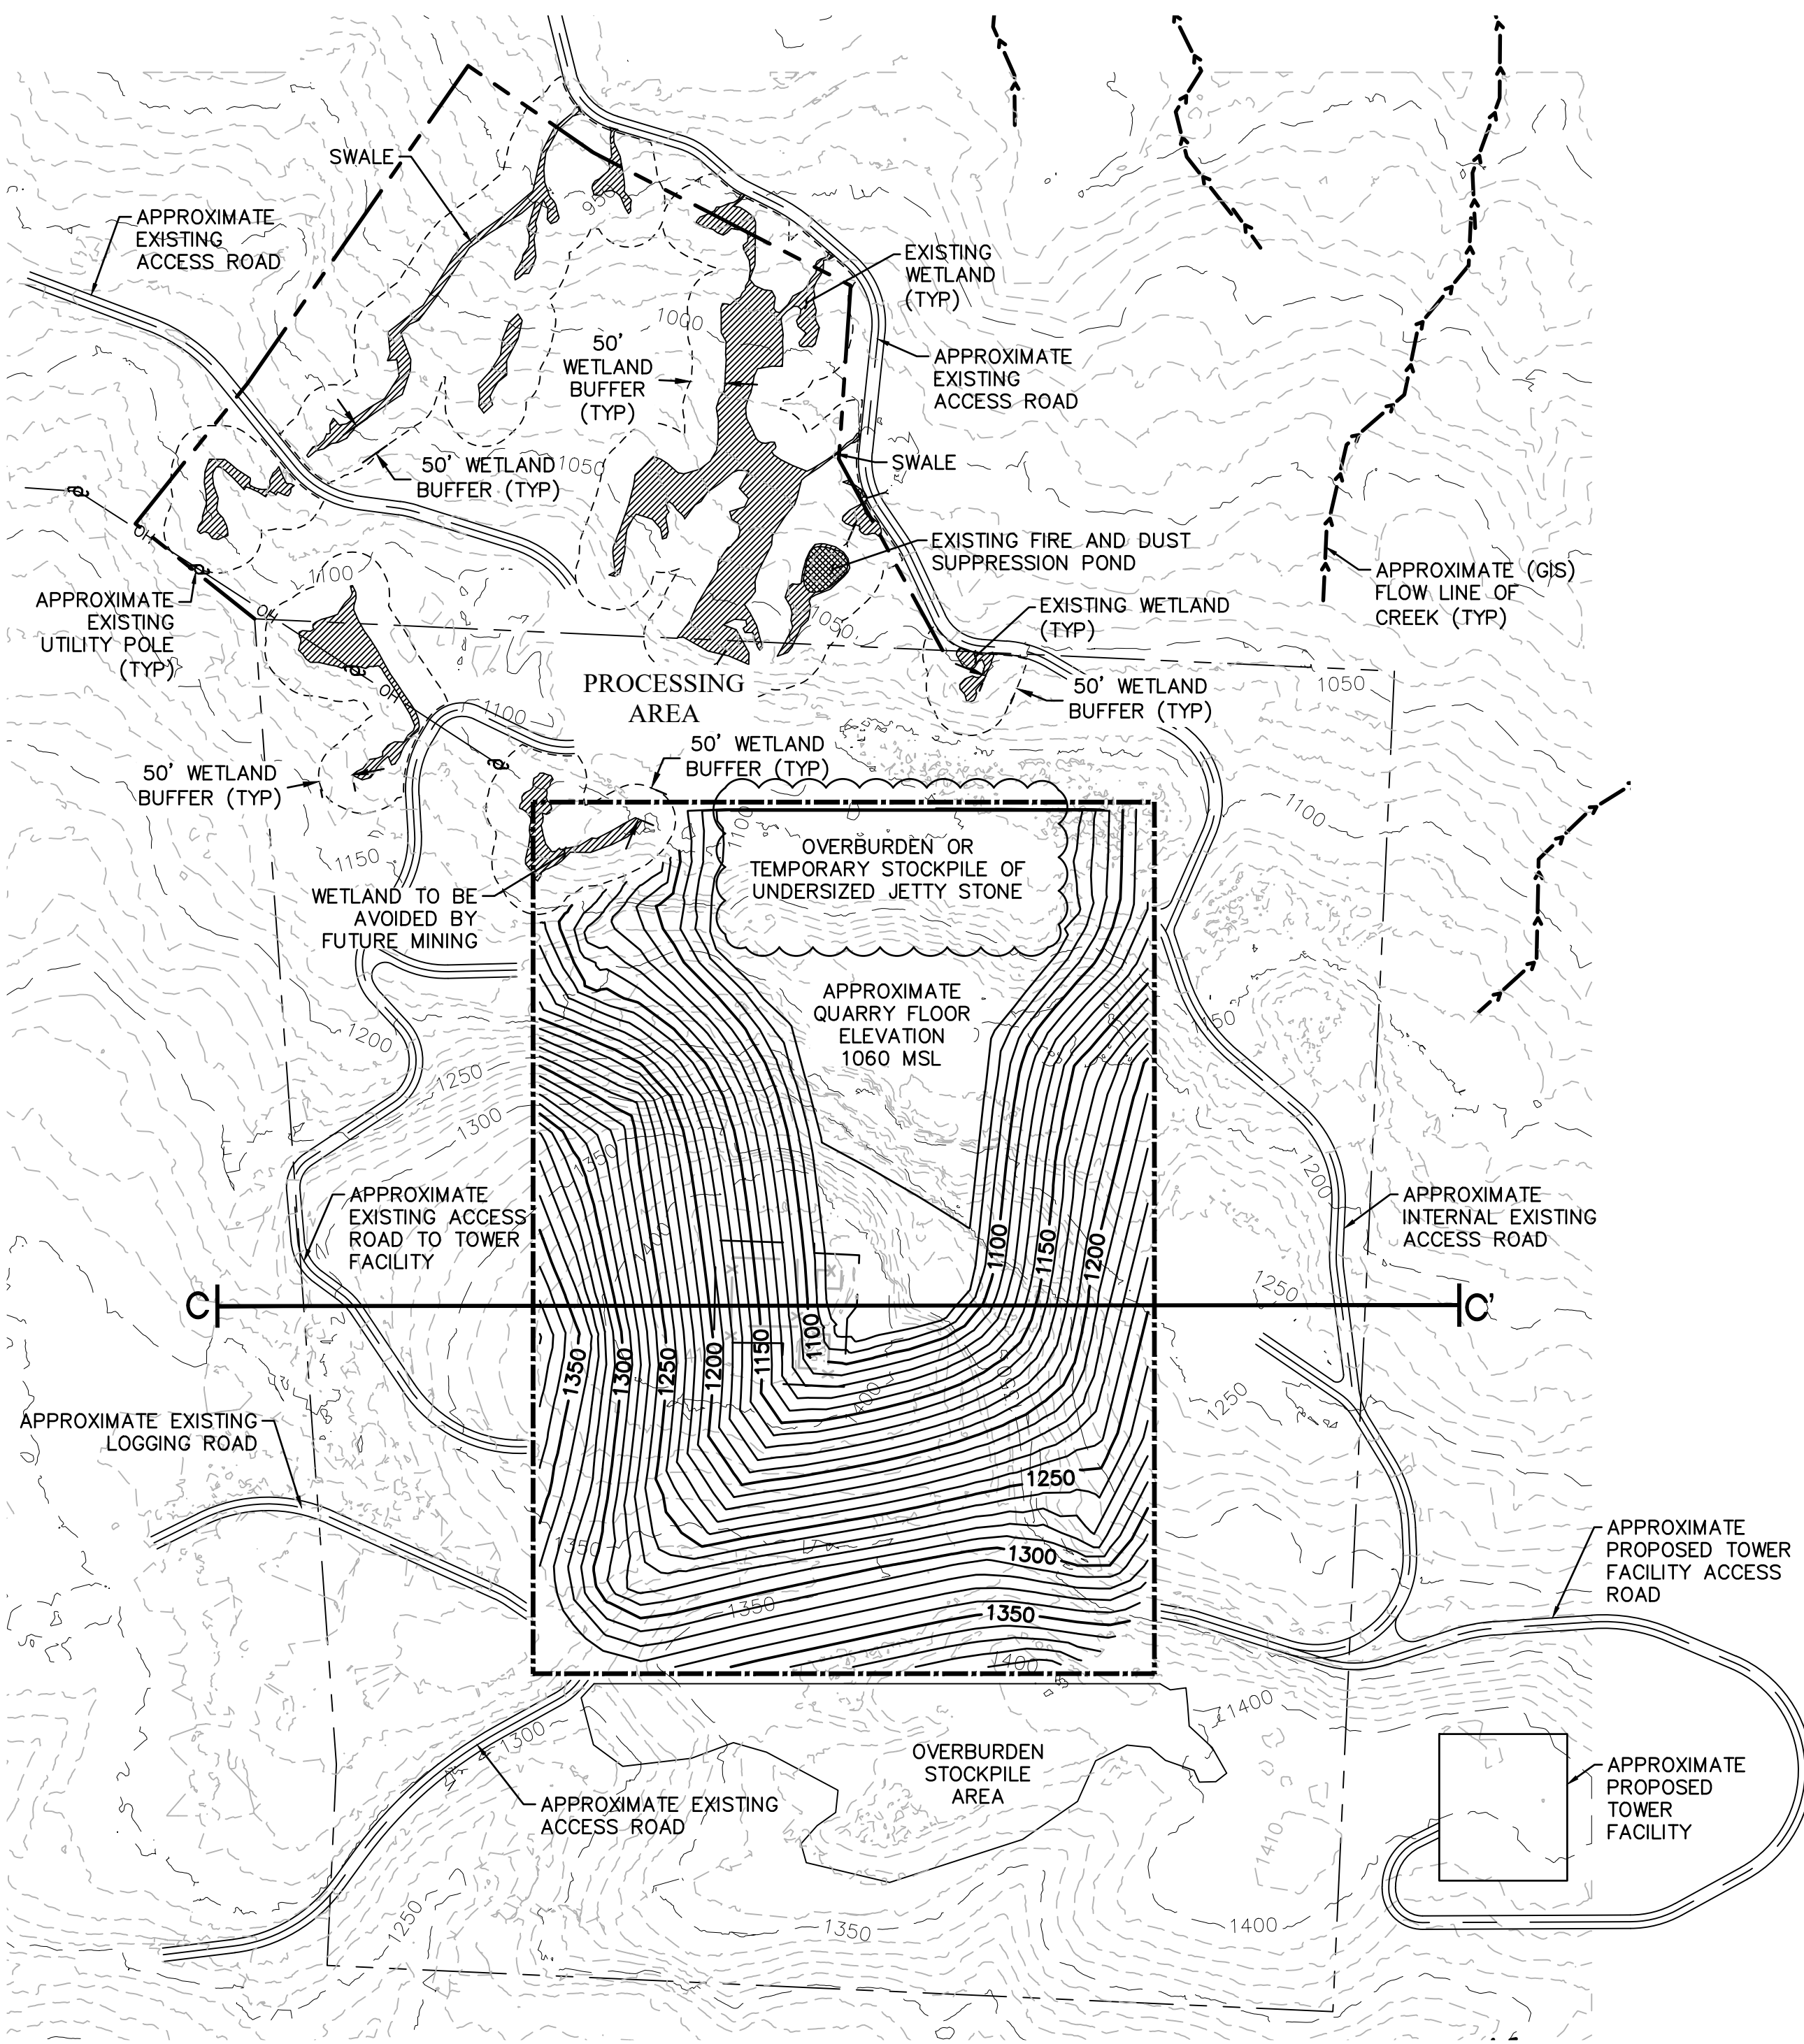 SWALE
950
APPROXIMATE
EXISTING
ACCESS ROAD
EXISTING
WETLAND
(TYP)
1000
50'
WETLAND
BUFFER
(TYP)
APPROXIMATE
EXISTING
ACCESS ROAD
50' WETLAND
BUFFER (TYP)
1050
SWALE
OH
EXISTING FIRE AND DUST
SUPPRESSION POND
APPROXIMATE (GIS)
FLOW LINE OF
CREEK (TYP)
1100
APPROXIMATE
EXISTING
UTILITY POLE
(TYP)
OH
EXISTING WETLAND
(TYP)
1050
PROCESSING
AREA
OH
50' WETLAND
BUFFER (TYP)
1050
1100
50' WETLAND
BUFFER (TYP)
50' WETLAND
BUFFER (TYP)
1100
1100
OVERBURDEN OR
TEMPORARY STOCKPILE OF
UNDERSIZED JETTY STONE
1150
WETLAND TO BE
AVOIDED BY
FUTURE MINING
APPROXIMATE
QUARRY FLOOR
ELEVATION
1060 MSL
1150
1200
1250
1300
1350
1200
APPROXIMATE
EXISTING ACCESS
ROAD TO TOWER
FACILITY
1400
1100
1150
1200
APPROXIMATE
INTERNAL EXISTING
ACCESS ROAD
1250
C
C'
1350
1300
1250
1200
1150
1100
1400
1250
APPROXIMATE EXISTING
LOGGING ROAD
1250
1350
1300
APPROXIMATE
PROPOSED TOWER
FACILITY ACCESS
ROAD
1350
1350
1400
1400
1300
OVERBURDEN
STOCKPILE
AREA
APPROXIMATE
PROPOSED
TOWER
FACILITY
APPROXIMATE EXISTING
ACCESS ROAD
1410
1250
1350
1400